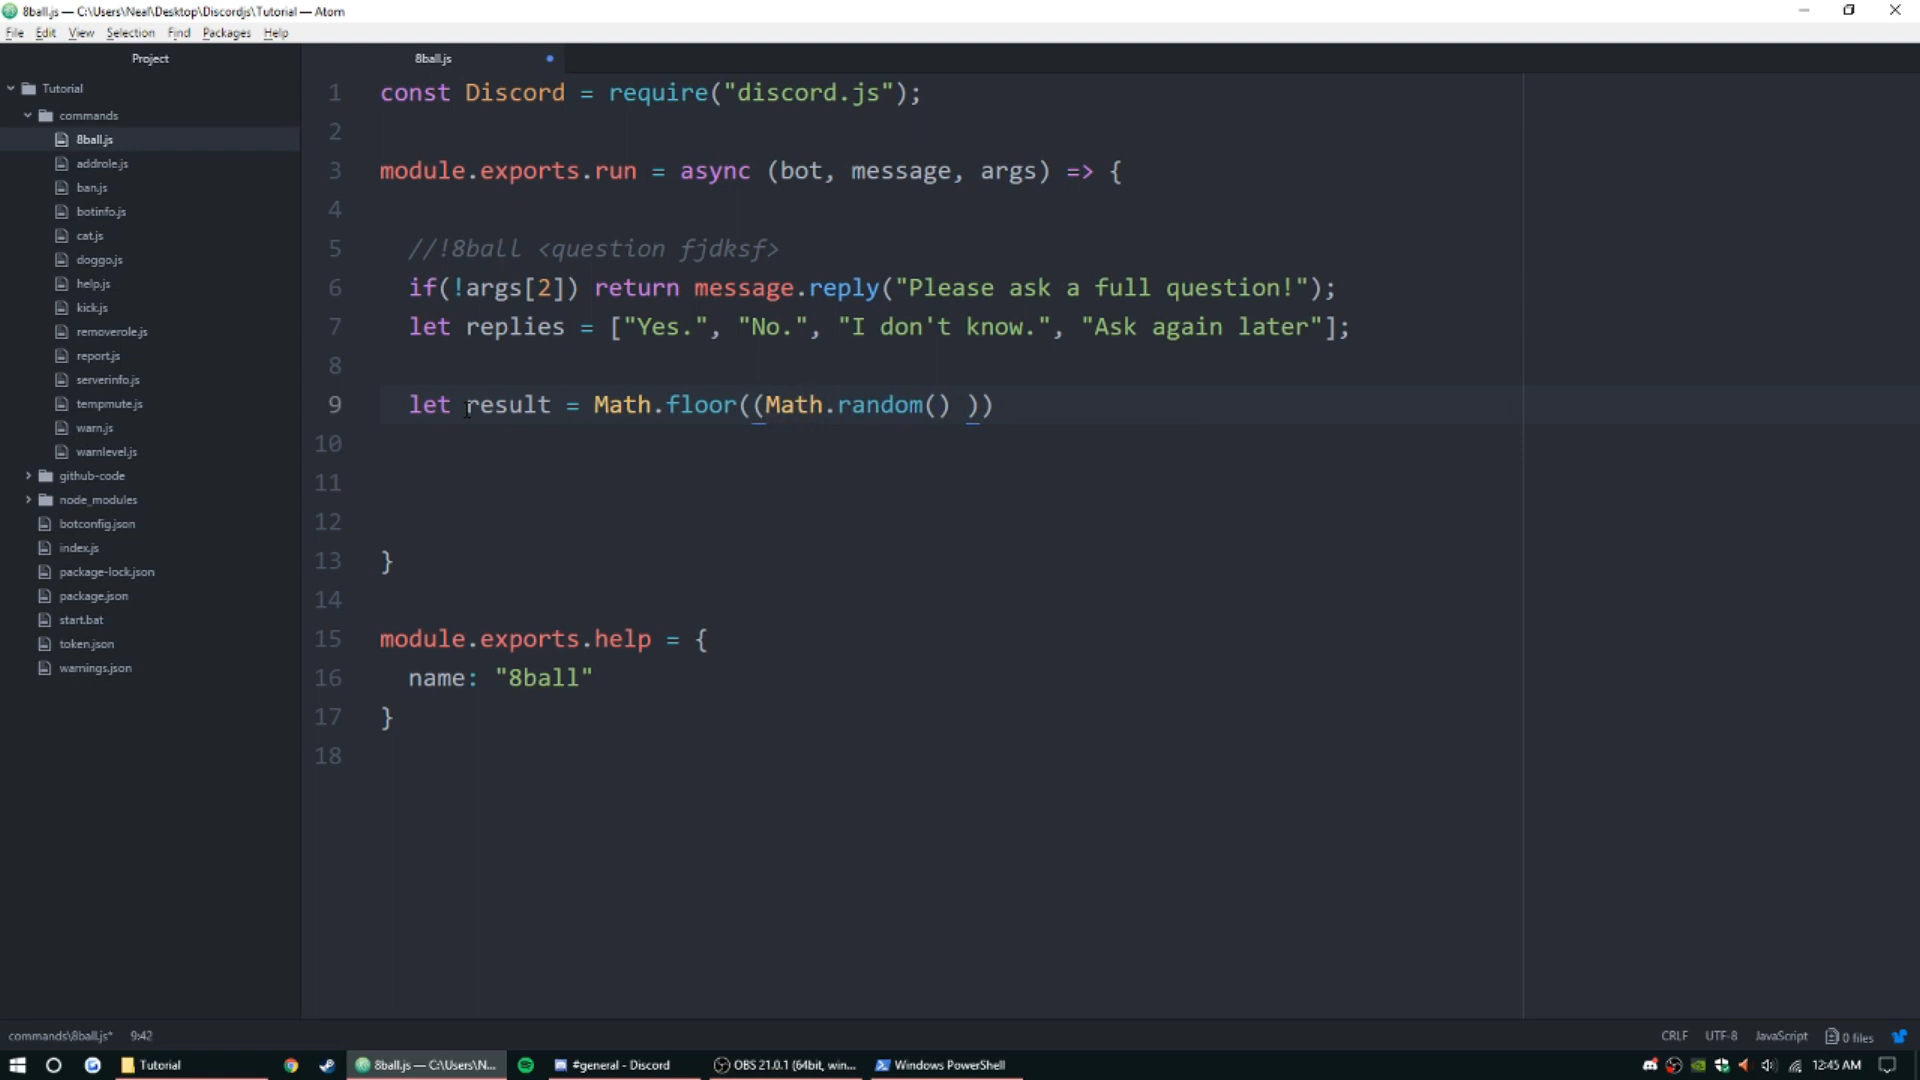 8ball.js — C:\Users\Neal\Desktop\Discordjs\Tutorial — Atom
File Edit View Selection Find Packages Help
Project
8ball.js
Tutorial
commands
8ball.js
addrole.js
ban.js
botinfo.js
cat.js
doggo.js
help.js
kick.js
removerole.js
report.js
serverinfo.js
tempmute.js
warn.js
warnlevel.js
github-code
node_modules
botconfig.json
index.js
package-lock.json
package.json
start.bat
token.json
warnings.json
1 const Discord = require("discord.js");
2
3 module.exports.run = async (bot, message, args) => {
4
5 //!8ball <question fjdksf>
6 if(!args[2]) return message.reply("Please ask a full question!");
7 let replies = ["Yes.", "No.", "I don't know.", "Ask again later"];
8
9 let result = Math.floor((Math.random() ))
10
11
12
13 }
14
15 module.exports.help = {
16 name: "8ball"
17 }
18
commands\8ball.js* 9:42
CRLF UTF-8 JavaScript 0 files
Tutorial
8ball.js — C:\Users\N...
#general - Discord
OBS 21.0.1 (64bit, win...
Windows PowerShell
12:45 AM